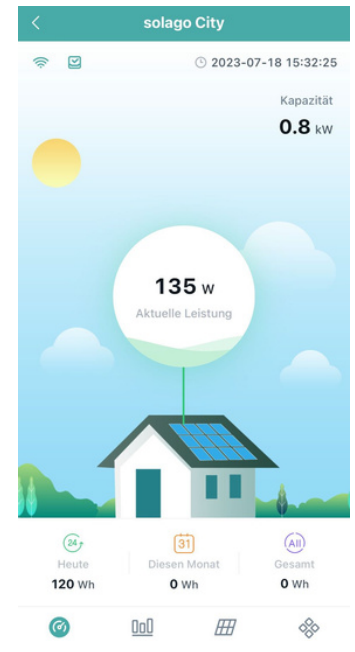 solago City
2023-07-18 15:32:25
Kapazität
0.8 kW
135 W
Aktuelle Leistung
24
31
All
Heute
Diesen Monat
Gesamt
120 Wh
0 Wh
0 Wh